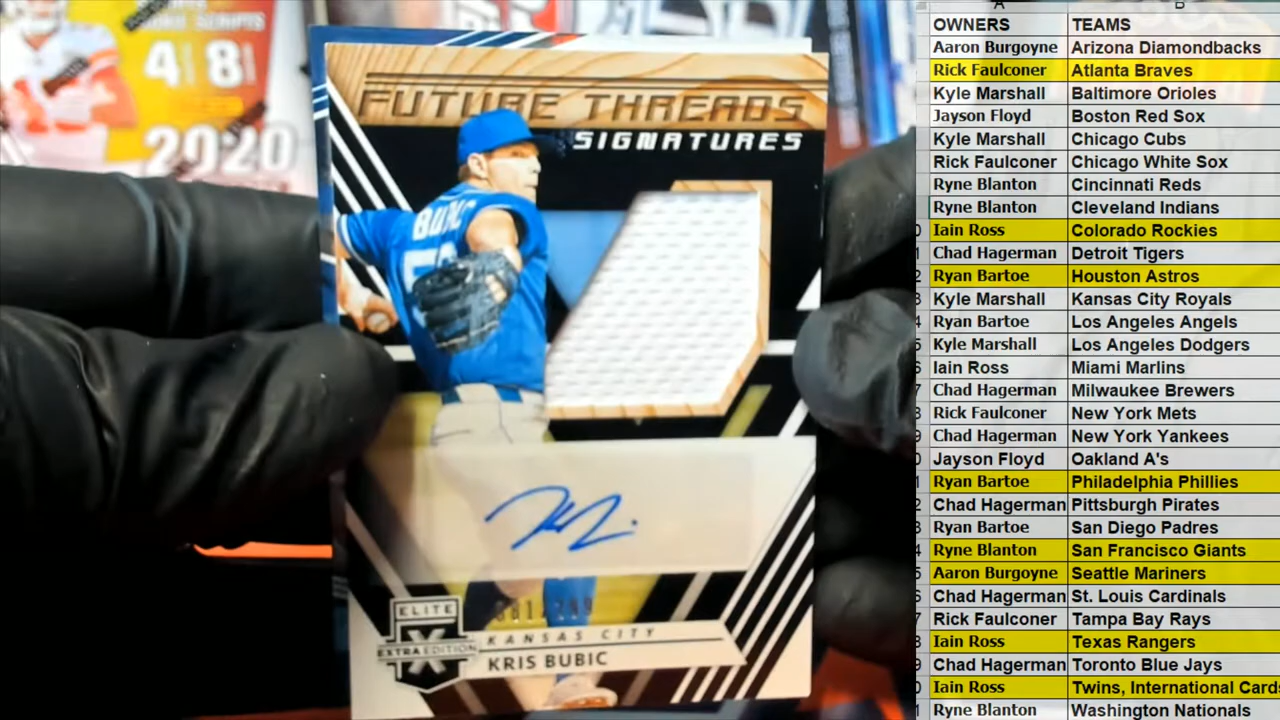 SCRIPTS
4 8
2020
FUTURE THREADS
SIGNATURES
BUBIC
ELITE
X
EXTRA EDITION
KANSAS CITY
KRIS BUBIC
A B
OWNERS TEAMS
Aaron Burgoyne Arizona Diamondbacks
Rick Faulconer Atlanta Braves
Kyle Marshall Baltimore Orioles
Jayson Floyd Boston Red Sox
Kyle Marshall Chicago Cubs
Rick Faulconer Chicago White Sox
Ryne Blanton Cincinnati Reds
Ryne Blanton Cleveland Indians
Iain Ross Colorado Rockies
Chad Hagerman Detroit Tigers
Ryan Bartoe Houston Astros
Kyle Marshall Kansas City Royals
Ryan Bartoe Los Angeles Angels
Kyle Marshall Los Angeles Dodgers
Iain Ross Miami Marlins
Chad Hagerman Milwaukee Brewers
Rick Faulconer New York Mets
Chad Hagerman New York Yankees
Jayson Floyd Oakland A's
Ryan Bartoe Philadelphia Phillies
Chad Hagerman Pittsburgh Pirates
Ryan Bartoe San Diego Padres
Ryne Blanton San Francisco Giants
Aaron Burgoyne Seattle Mariners
Chad Hagerman St. Louis Cardinals
Rick Faulconer Tampa Bay Rays
Iain Ross Texas Rangers
Chad Hagerman Toronto Blue Jays
Iain Ross Twins, International Cards
Ryne Blanton Washington Nationals